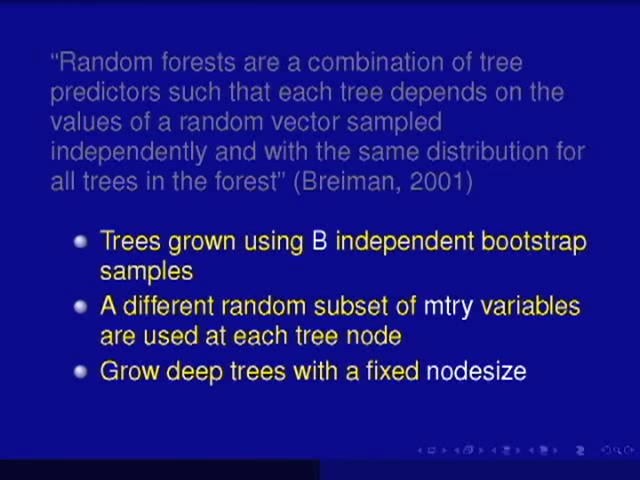 “Random forests are a combination of tree
predictors such that each tree depends on the
values of a random vector sampled
independently and with the same distribution for
all trees in the forest” (Breiman, 2001)
Trees grown using B independent bootstrap
samples
A different random subset of mtry variables
are used at each tree node
Grow deep trees with a fixed nodesize